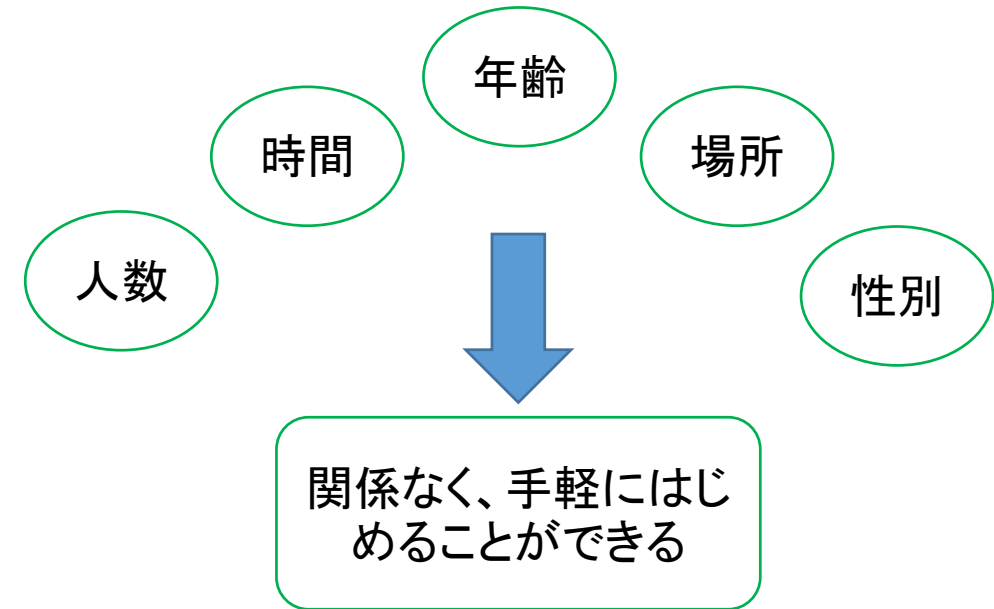 年齢
時間
場所
人数
性別
関係なく、手軽にはじ
めることができる